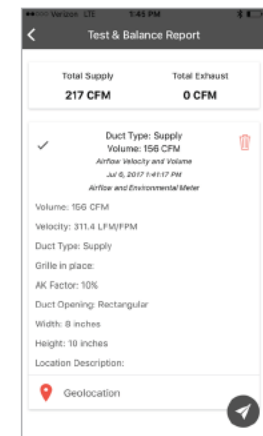 Verizon LTE 1:45 PM
Test & Balance Report
Total Supply Total Exhaust
217 CFM 0 CFM
Duct Type: Supply
Volume: 156 CFM
Airflow Velocity and Volume
Jul 6, 2017 1:41:17 PM
Airflow and Environmental Meter
Volume: 156 CFM
Velocity: 311.4 LFM/FPM
Duct Type: Supply
Grille in place:
AK Factor: 10%
Duct Opening: Rectangular
Width: 8 inches
Height: 10 inches
Location Description:
Geolocation